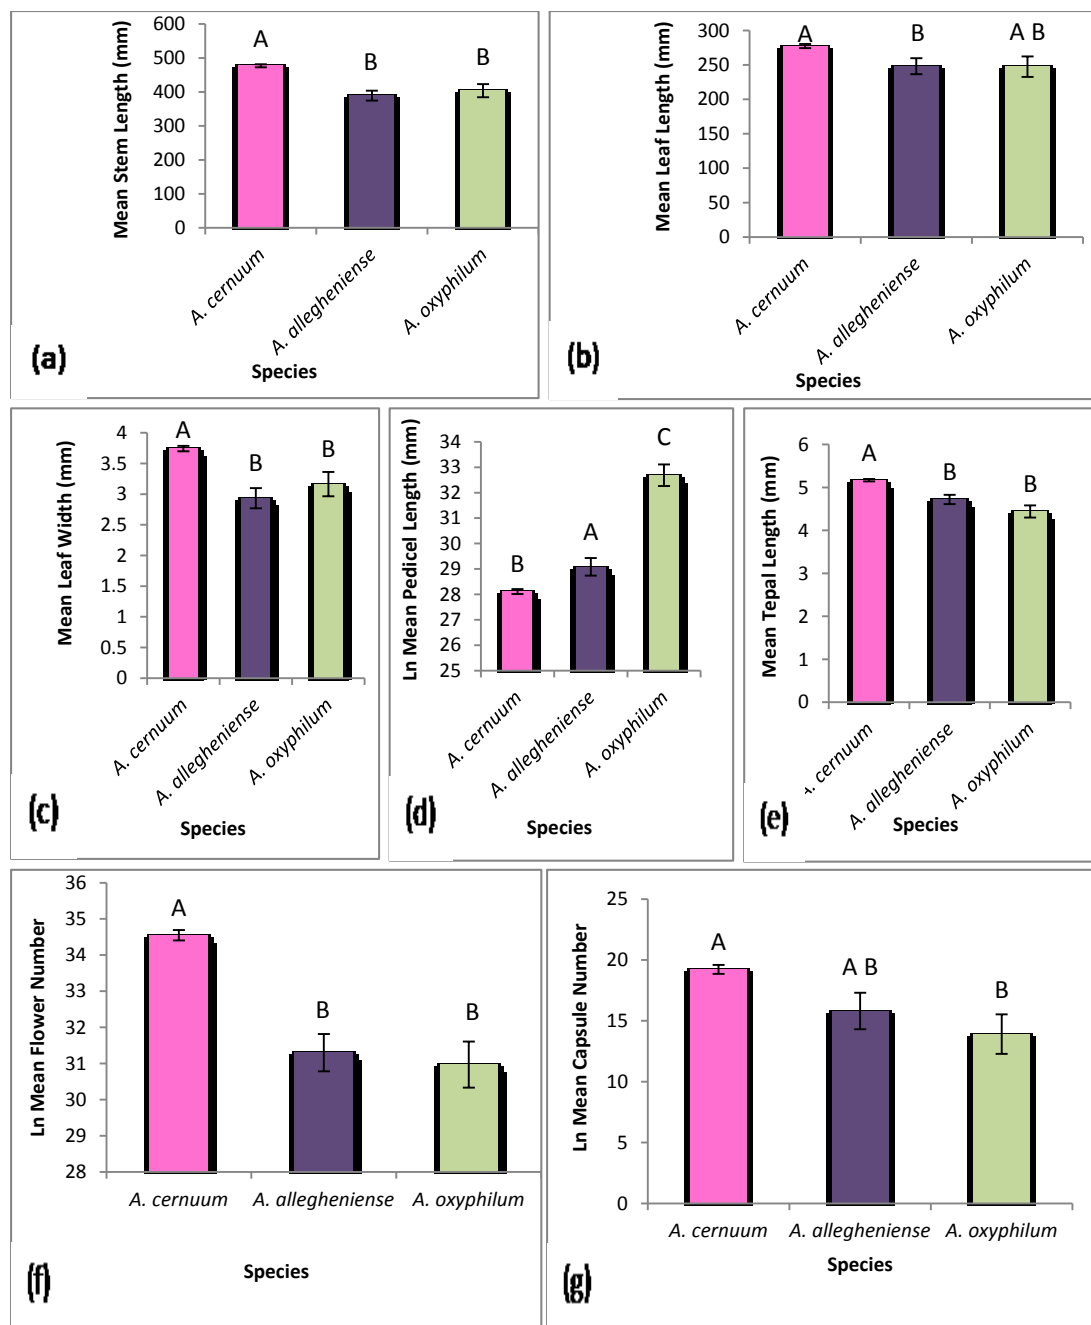 Mean Stem Length (mm)
600
500
400
300
200
100
0
A
B
B
A. cernuum
A. allegheniense
A. oxyphilum
(a)
Species
Mean Leaf Length (mm)
300
250
200
150
100
50
0
A
B
A B
A. cernuum
A. allegheniense
A. oxyphilum
(b)
Species
Mean Leaf Width (mm)
4
3.5
3
2.5
2
1.5
1
0.5
0
A
B
B
A. cernuum
A. allegheniense
A. oxyphilum
(c)
Species
Ln Mean Pedicel Length (mm)
34
33
32
31
30
29
28
27
26
25
B
A
C
A. cernuum
A. allegheniense
A. oxyphilum
(d)
Species
Mean Tepal Length (mm)
6
5
4
3
2
1
0
A
B
B
A. cernuum
A. allegheniense
A. oxyphilum
(e)
Species
Ln Mean Flower Number
36
35
34
33
32
31
30
29
28
A
B
B
A. cernuum
A. allegheniense
A. oxyphilum
(f)
Species
Ln Mean Capsule Number
25
20
15
10
5
0
A
A B
B
A. cernuum
A. allegheniense
A. oxyphilum
(g)
Species